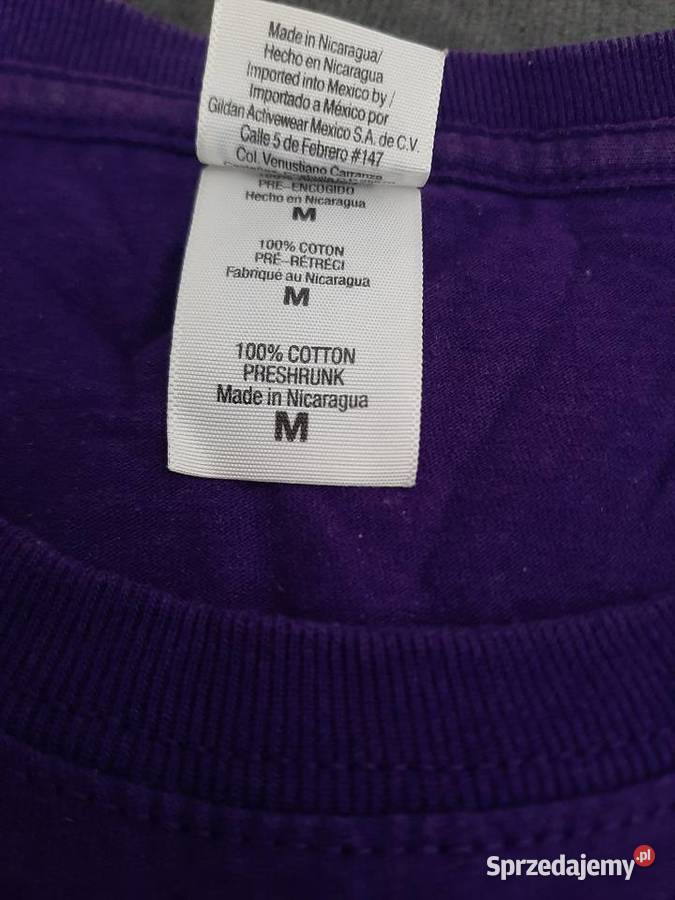 Made in Nicaragua/
Hecho en Nicaragua
Imported into Mexico by /
Importado a México por
Gildan Activewear Mexico S.A. de C.V.
Calle 5 de Febrero #147
Col. Venustiano Carranza
PRE-ENCOGIDO
Hecho en Nicaragua
M
100% COTON
PRÉ-RÉTRÉCI
Fabriqué au Nicaragua
M
100% COTTON
PRESHRUNK
Made in Nicaragua
M
Sprzedajemy.pl